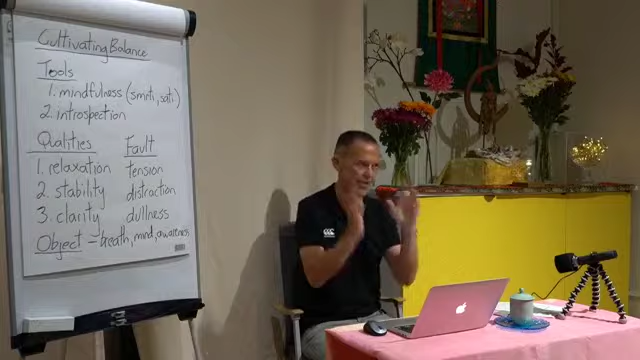 Cultivating Balance
Tools
1. mindfulness (smrti, sati)
2. introspection
Qualities Fault
1. relaxation tension
2. stability distraction
3. clarity dullness
Object - breath, mind, awareness
CCC